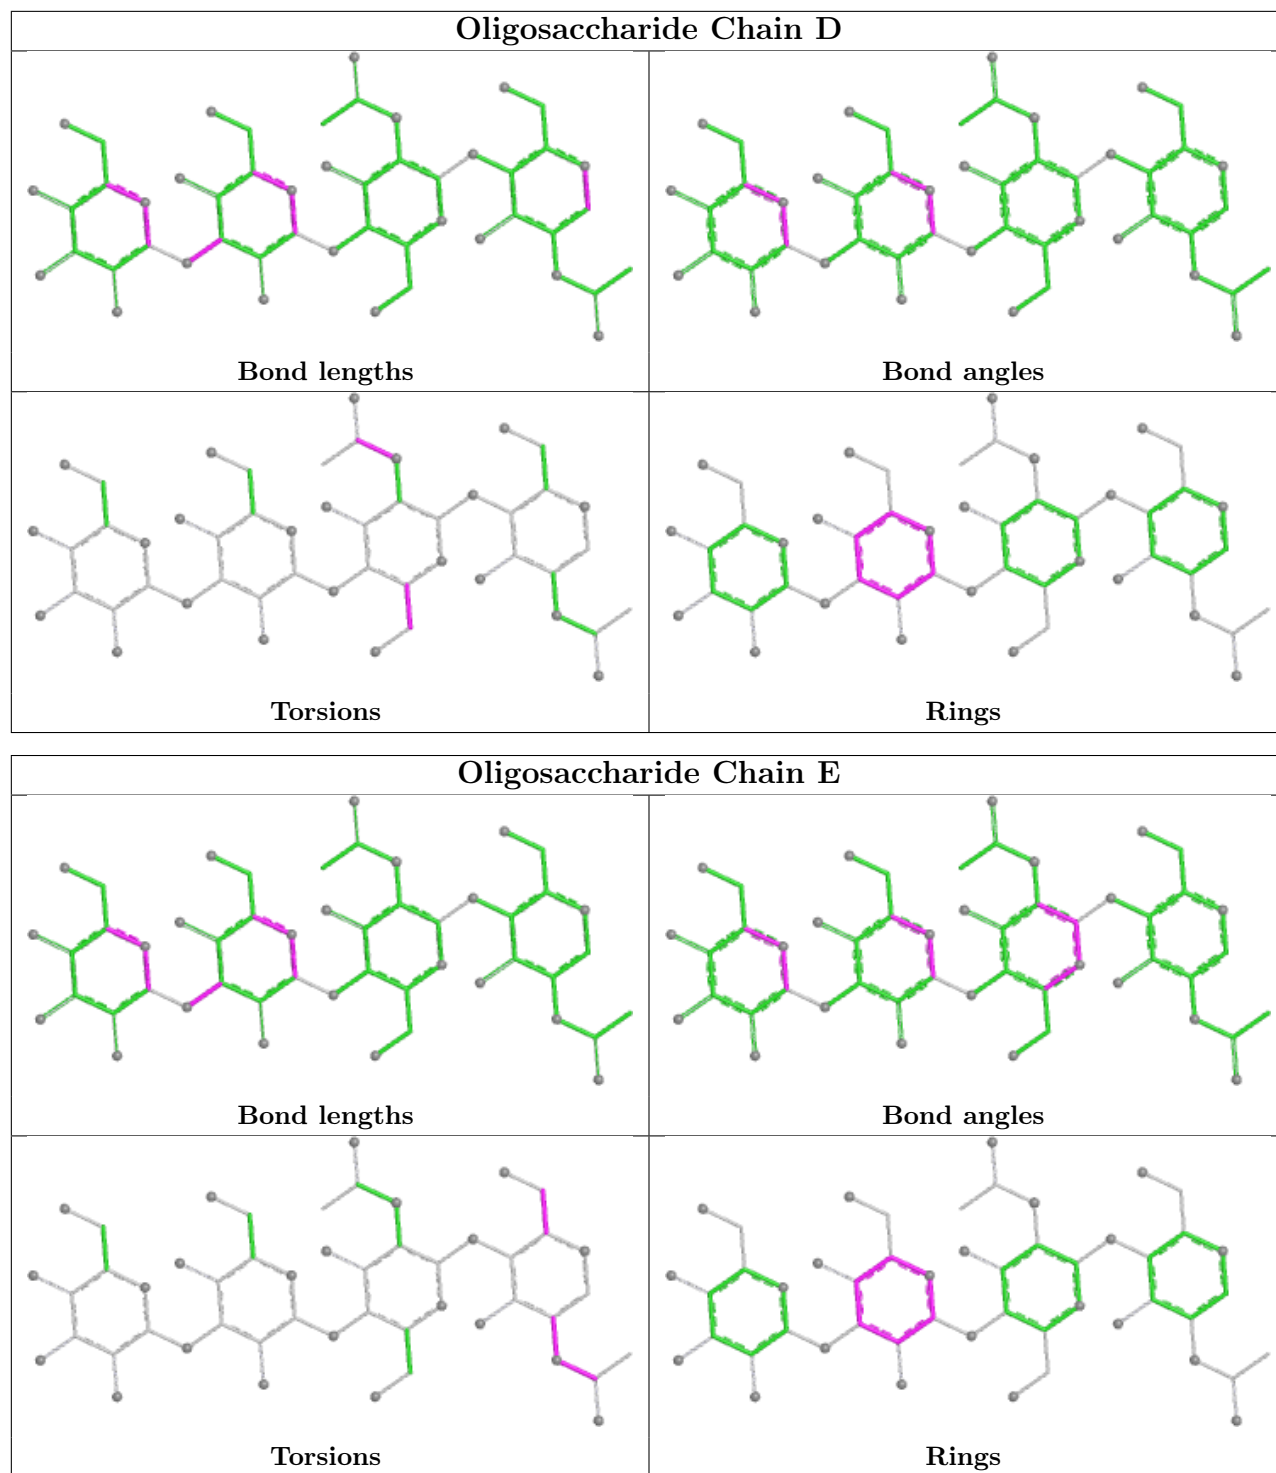 Oligosaccharide Chain D
Bond lengths
Bond angles
Torsions
Rings
Oligosaccharide Chain E
Bond lengths
Bond angles
Torsions
Rings